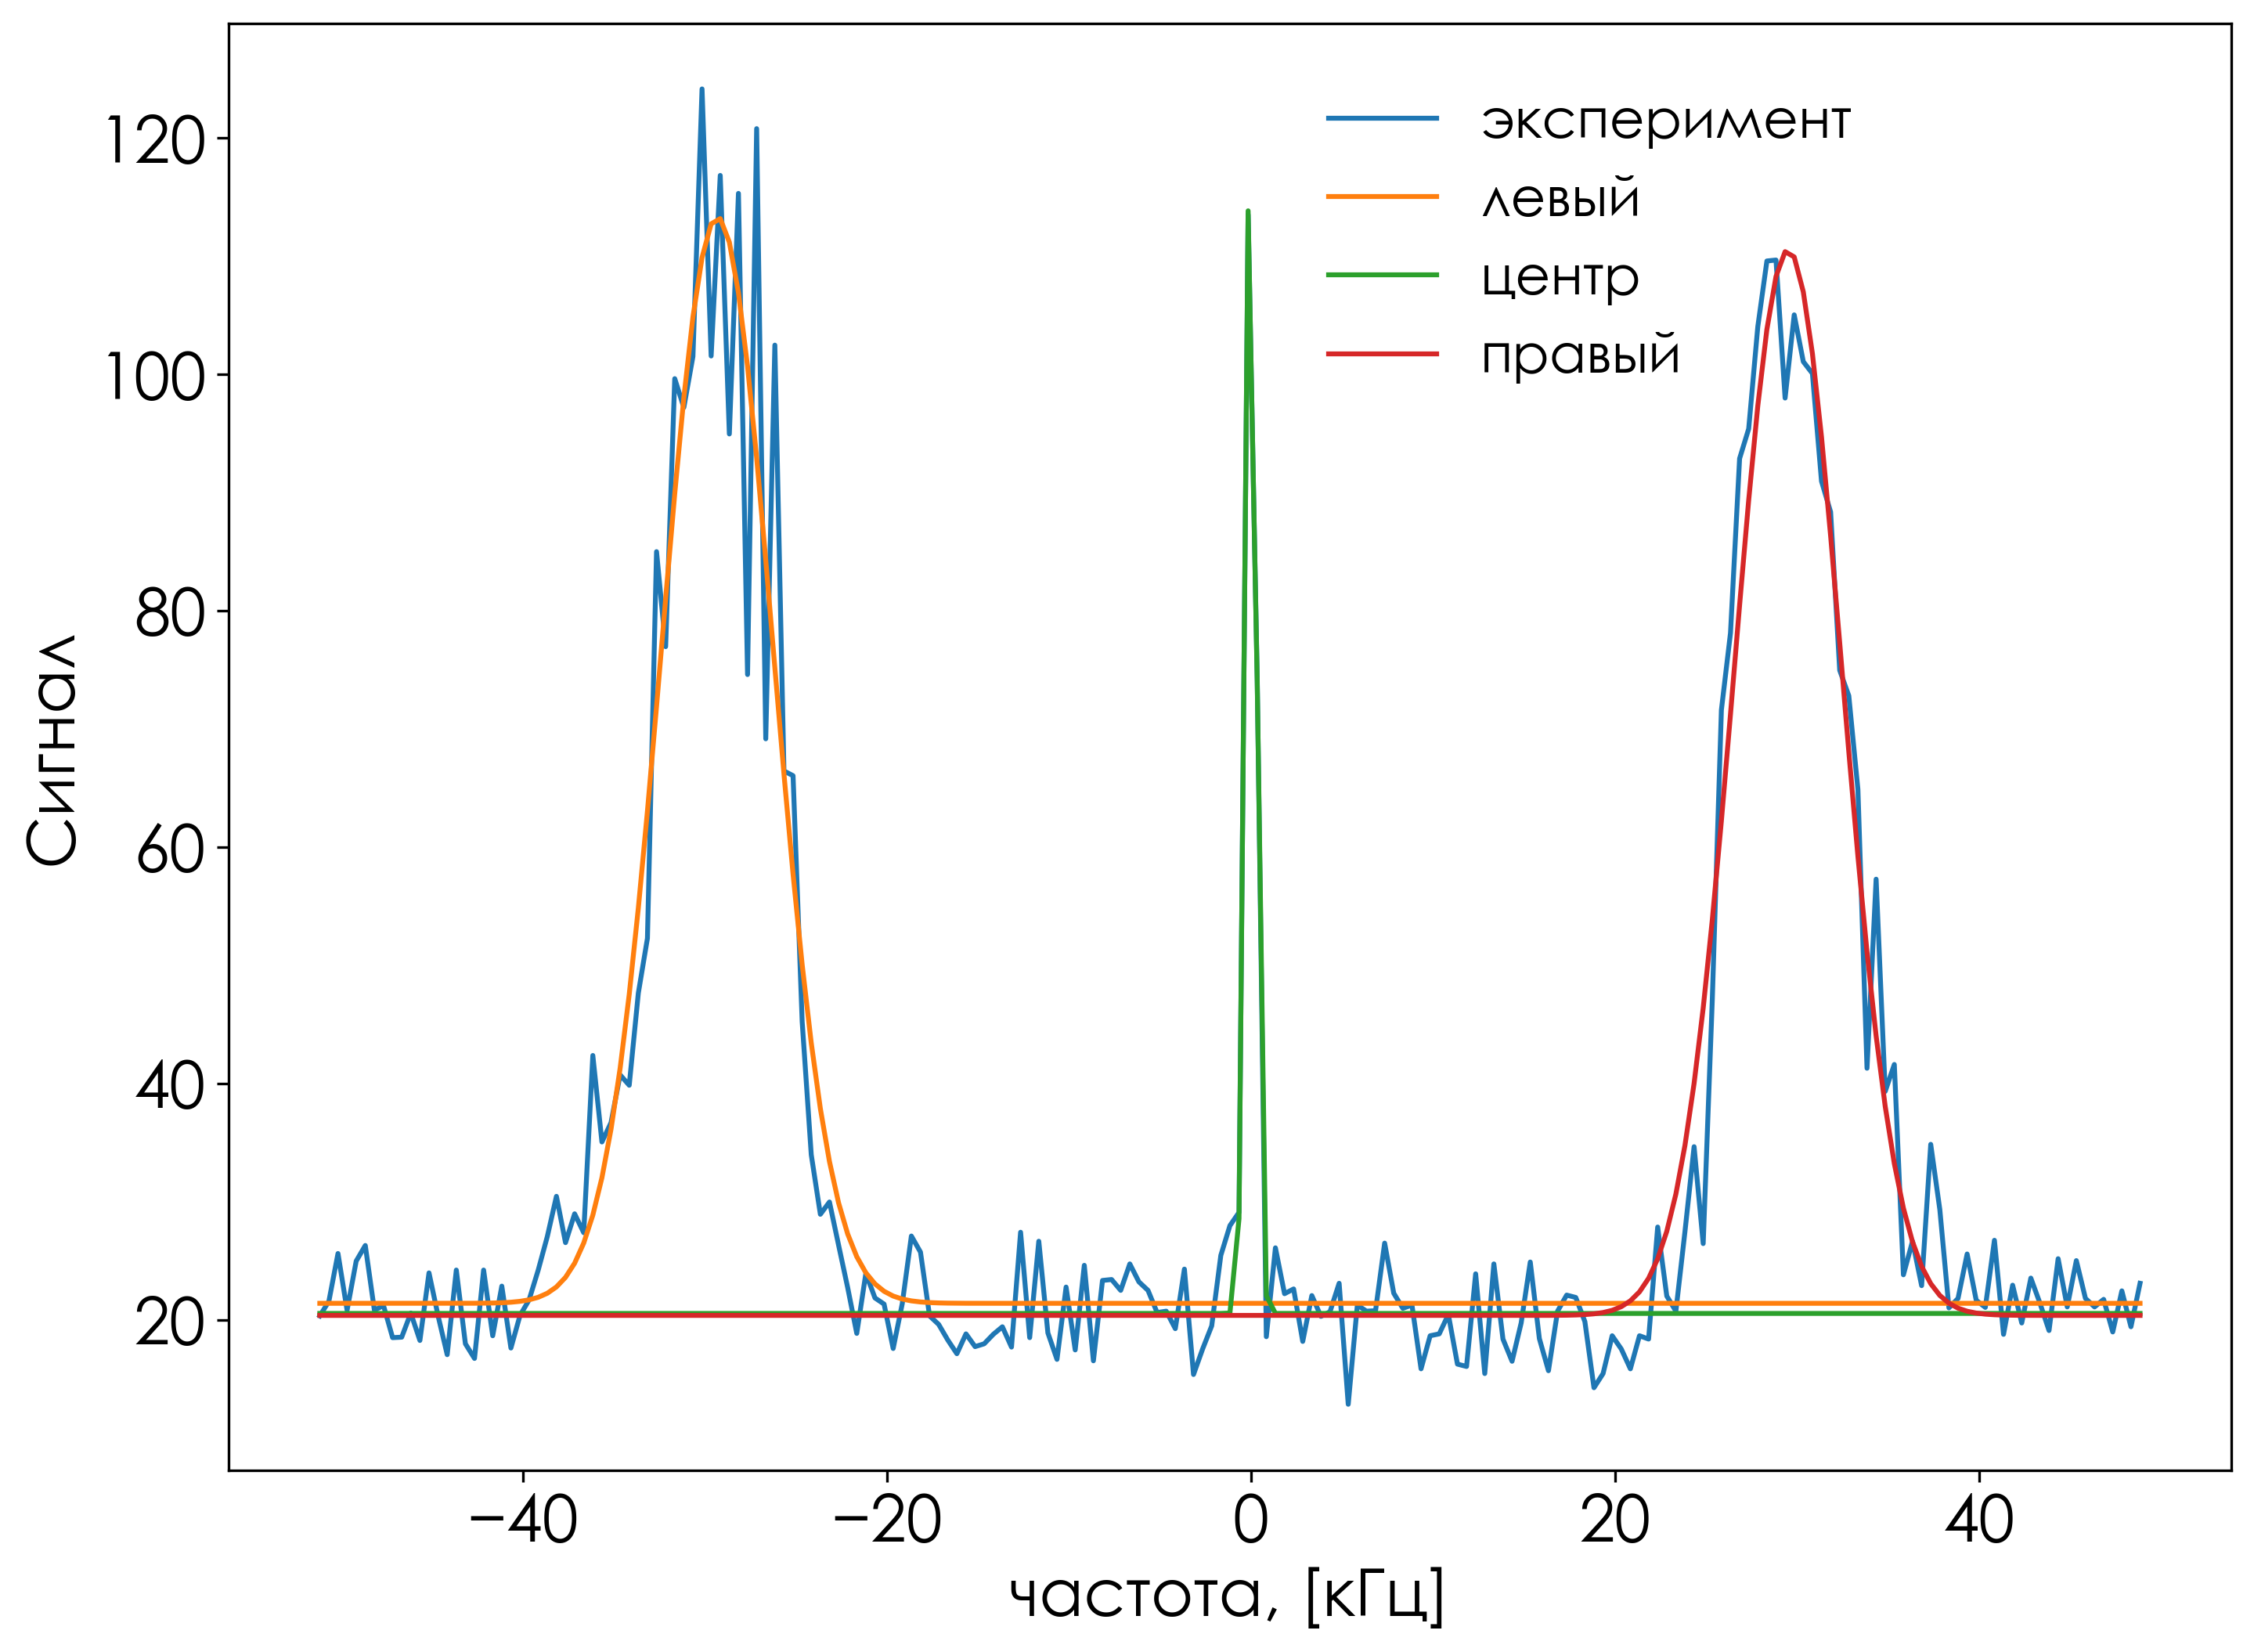 эксперимент
левый
центр
правый
Сигнал
120
100
80
60
40
20
−40 −20 0 20 40
частота, [кГц]